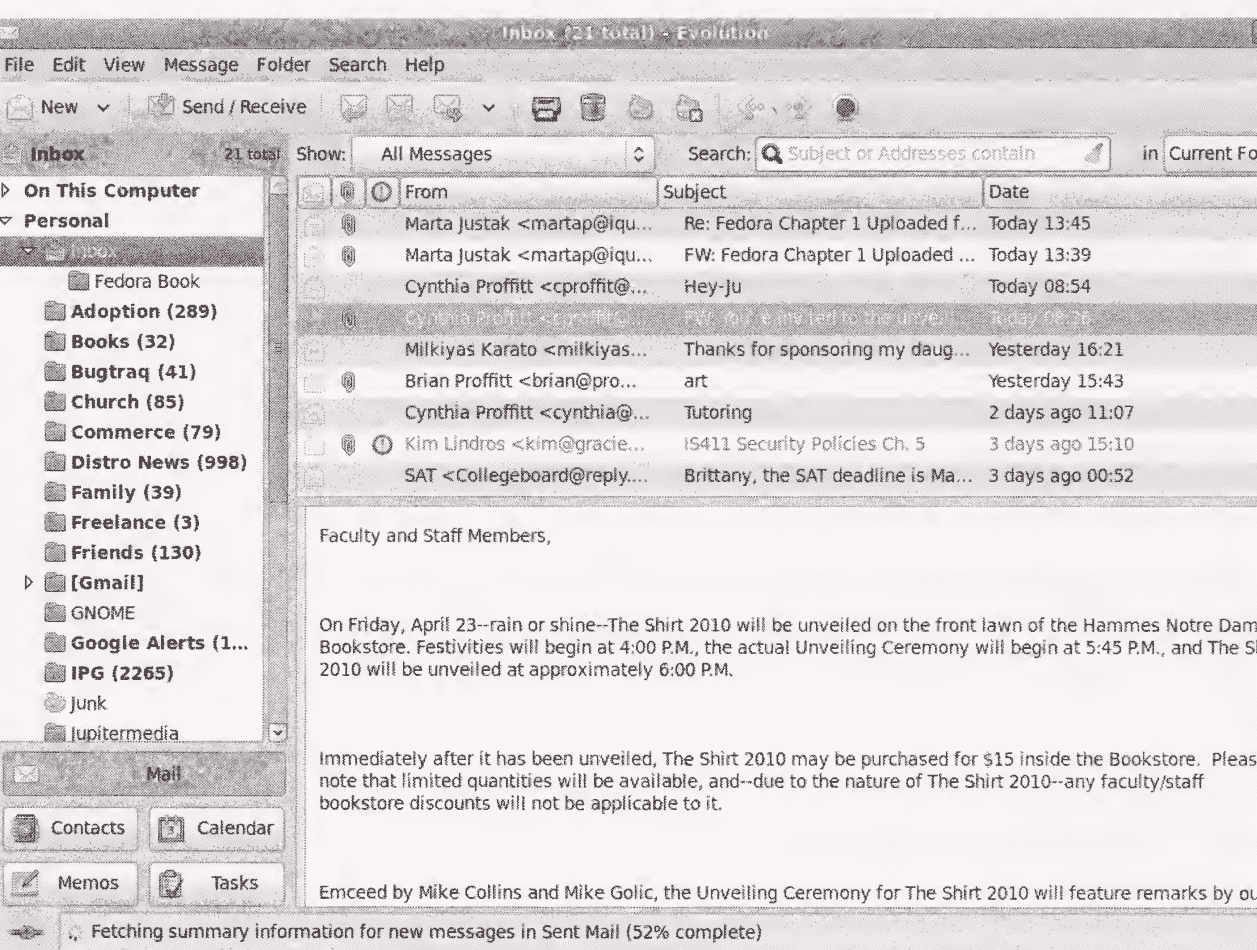 Inbox (21 total) - Evolution
File Edit View Message Folder Search Help
New Send / Receive
Inbox 21 total
Show: All Messages Search: Subject or Addresses contain in Current Fo
On This Computer
Personal
Inbox
Fedora Book
Adoption (289)
Books (32)
Bugtraq (41)
Church (85)
Commerce (79)
Distro News (998)
Family (39)
Freelance (3)
Friends (130)
[Gmail]
GNOME
Google Alerts (1...
IPG (2265)
Junk
Jupitermedia
Mail
Contacts Calendar
Memos Tasks
From Subject Date
Marta Justak <martap@iqu... Re: Fedora Chapter 1 Uploaded f... Today 13:45
Marta Justak <martap@iqu... FW: Fedora Chapter 1 Uploaded ... Today 13:39
Cynthia Proffitt <cproffit@... Hey-Ju Today 08:54
Cynthia Proffitt <cproffit@... FW: You're invited to the unvei... Today
Milkiyas Karato <milkiyas... Thanks for sponsoring my daug... Yesterday 16:21
Brian Proffitt <brian@pro... art Yesterday 15:43
Cynthia Proffitt <cynthia@... Tutoring 2 days ago 11:07
Kim Lindros <kim@gracie... IS411 Security Policies Ch. 5 3 days ago 15:10
SAT <Collegeboard@reply.... Brittany, the SAT deadline is Ma... 3 days ago 00:52
Faculty and Staff Members,
On Friday, April 23--rain or shine--The Shirt 2010 will be unveiled on the front lawn of the Hammes Notre Dam
Bookstore. Festivities will begin at 4:00 P.M., the actual Unveiling Ceremony will begin at 5:45 P.M., and The S
2010 will be unveiled at approximately 6:00 P.M.
Immediately after it has been unveiled, The Shirt 2010 may be purchased for $15 inside the Bookstore. Pleas
note that limited quantities will be available, and--due to the nature of The Shirt 2010--any faculty/staff
bookstore discounts will not be applicable to it.
Emceed by Mike Collins and Mike Golic, the Unveiling Ceremony for The Shirt 2010 will feature remarks by ou
Fetching summary information for new messages in Sent Mail (52% complete)